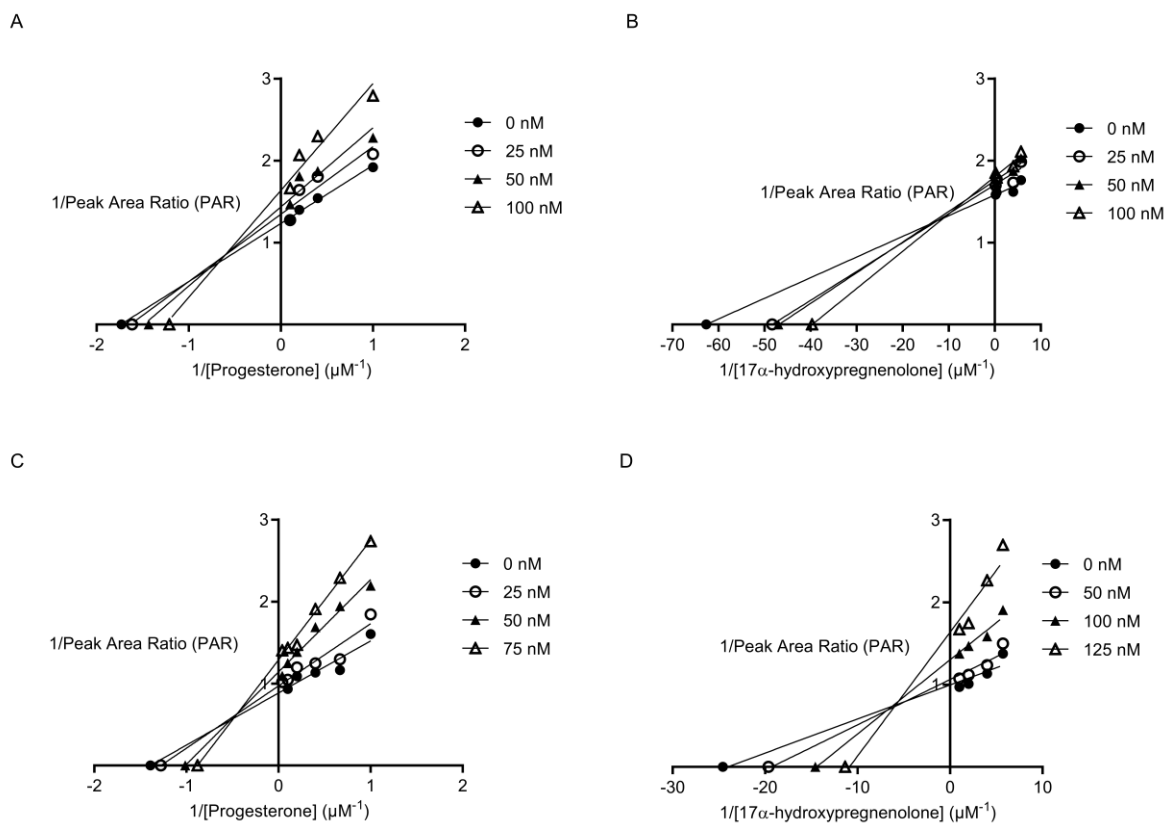 A
3
2
1
1/Peak Area Ratio (PAR)
-2 -1 0 1 2
1/[Progesterone] (µM-1)
0 nM
25 nM
50 nM
100 nM
B
3
2
1
1/Peak Area Ratio (PAR)
-70 -60 -50 -40 -30 -20 -10 0 10
1/[17α-hydroxypregnenolone] (µM-1)
0 nM
25 nM
50 nM
100 nM
C
3
2
1
1/Peak Area Ratio (PAR)
-2 -1 0 1 2
1/[Progesterone] (µM-1)
0 nM
25 nM
50 nM
75 nM
D
3
2
1
1/Peak Area Ratio (PAR)
-30 -20 -10 0 10
1/[17α-hydroxypregnenolone] (µM-1)
0 nM
50 nM
100 nM
125 nM